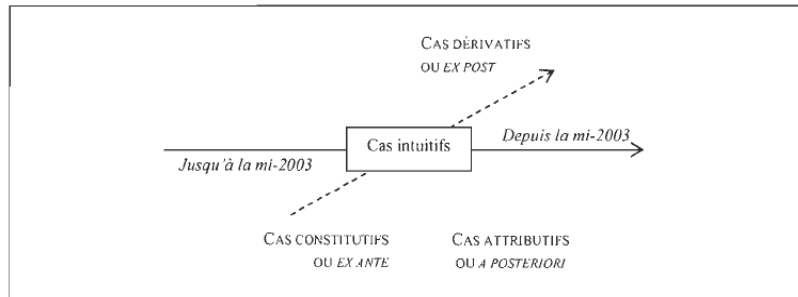 CAS DÉRIVATIFS
OU EX POST
Cas intuitifs
Depuis la mi-2003
Jusqu'à la mi-2003
CAS CONSTITUTIFS
OU EX ANTE
CAS ATTRIBUTIFS
OU A POSTERIORI